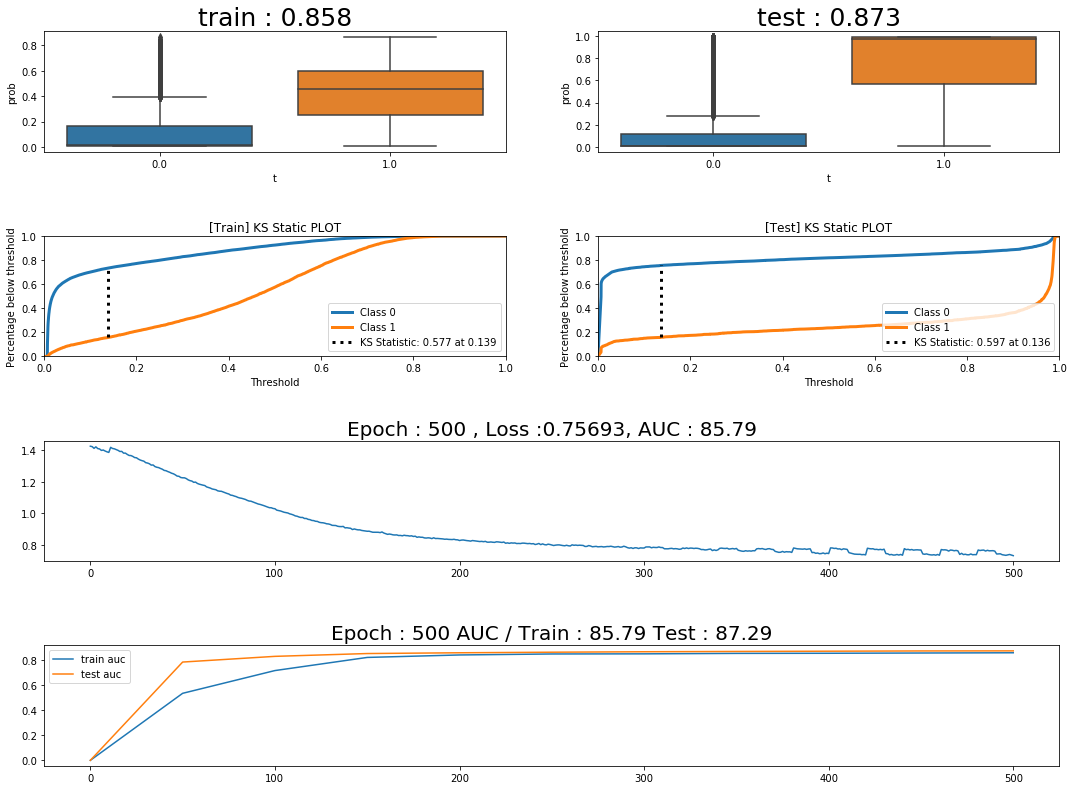 train : 0.858
prob
0.8
0.6
0.4
0.2
0.0
0.0 1.0
t
test : 0.873
prob
1.0
0.8
0.6
0.4
0.2
0.0
0.0 1.0
t
[Train] KS Static PLOT
Percentage below threshold
1.0
0.8
0.6
0.4
0.2
0.0
Class 0
Class 1
KS Statistic: 0.577 at 0.139
0.0 0.2 0.4 0.6 0.8 1.0
Threshold
[Test] KS Static PLOT
Percentage below threshold
1.0
0.8
0.6
0.4
0.2
0.0
Class 0
Class 1
KS Statistic: 0.597 at 0.136
0.0 0.2 0.4 0.6 0.8 1.0
Threshold
Epoch : 500 , Loss :0.75693, AUC : 85.79
1.4
1.2
1.0
0.8
0 100 200 300 400 500
Epoch : 500 AUC / Train : 85.79 Test : 87.29
train auc
test auc
0.8
0.6
0.4
0.2
0.0
0 100 200 300 400 500